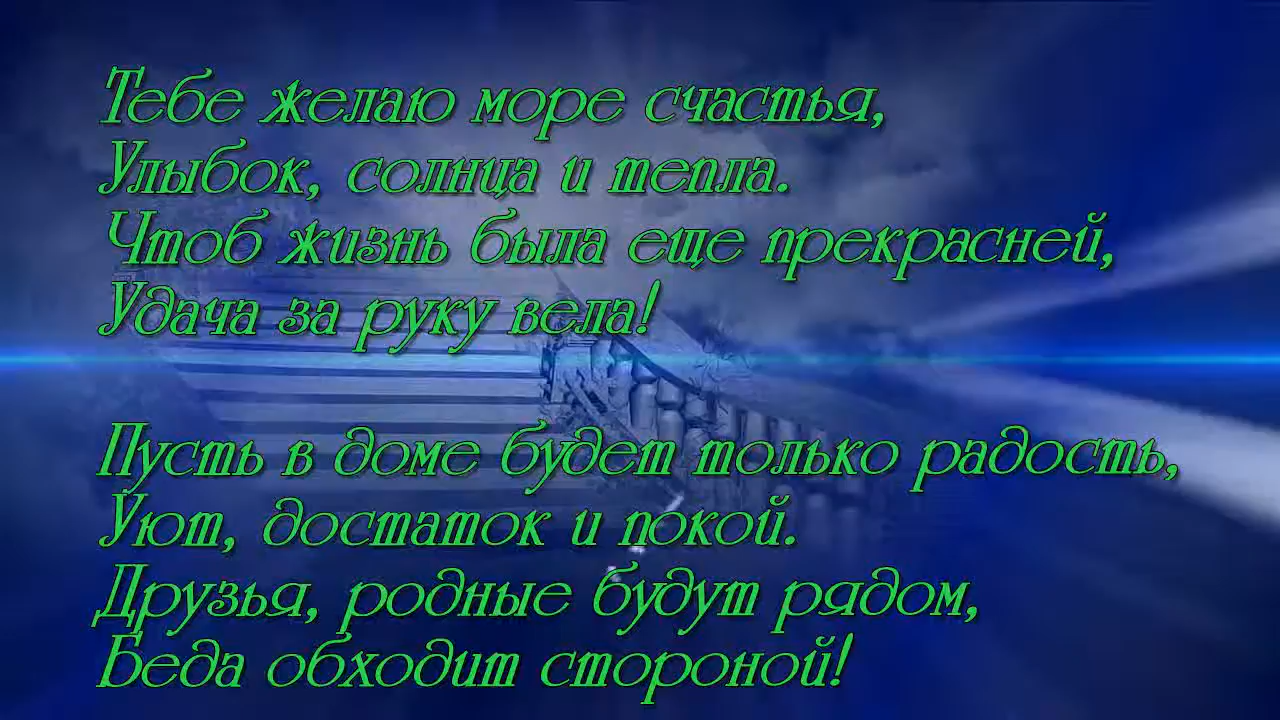 Тебе желаю море счастья,
Улыбок, солнца и тепла.
Чтоб жизнь была еще прекрасней,
Удача за руку вела!
Пусть в доме будет только радость,
Уют, достаток и покой.
Друзья, родные будут рядом,
Беда обходит стороной!